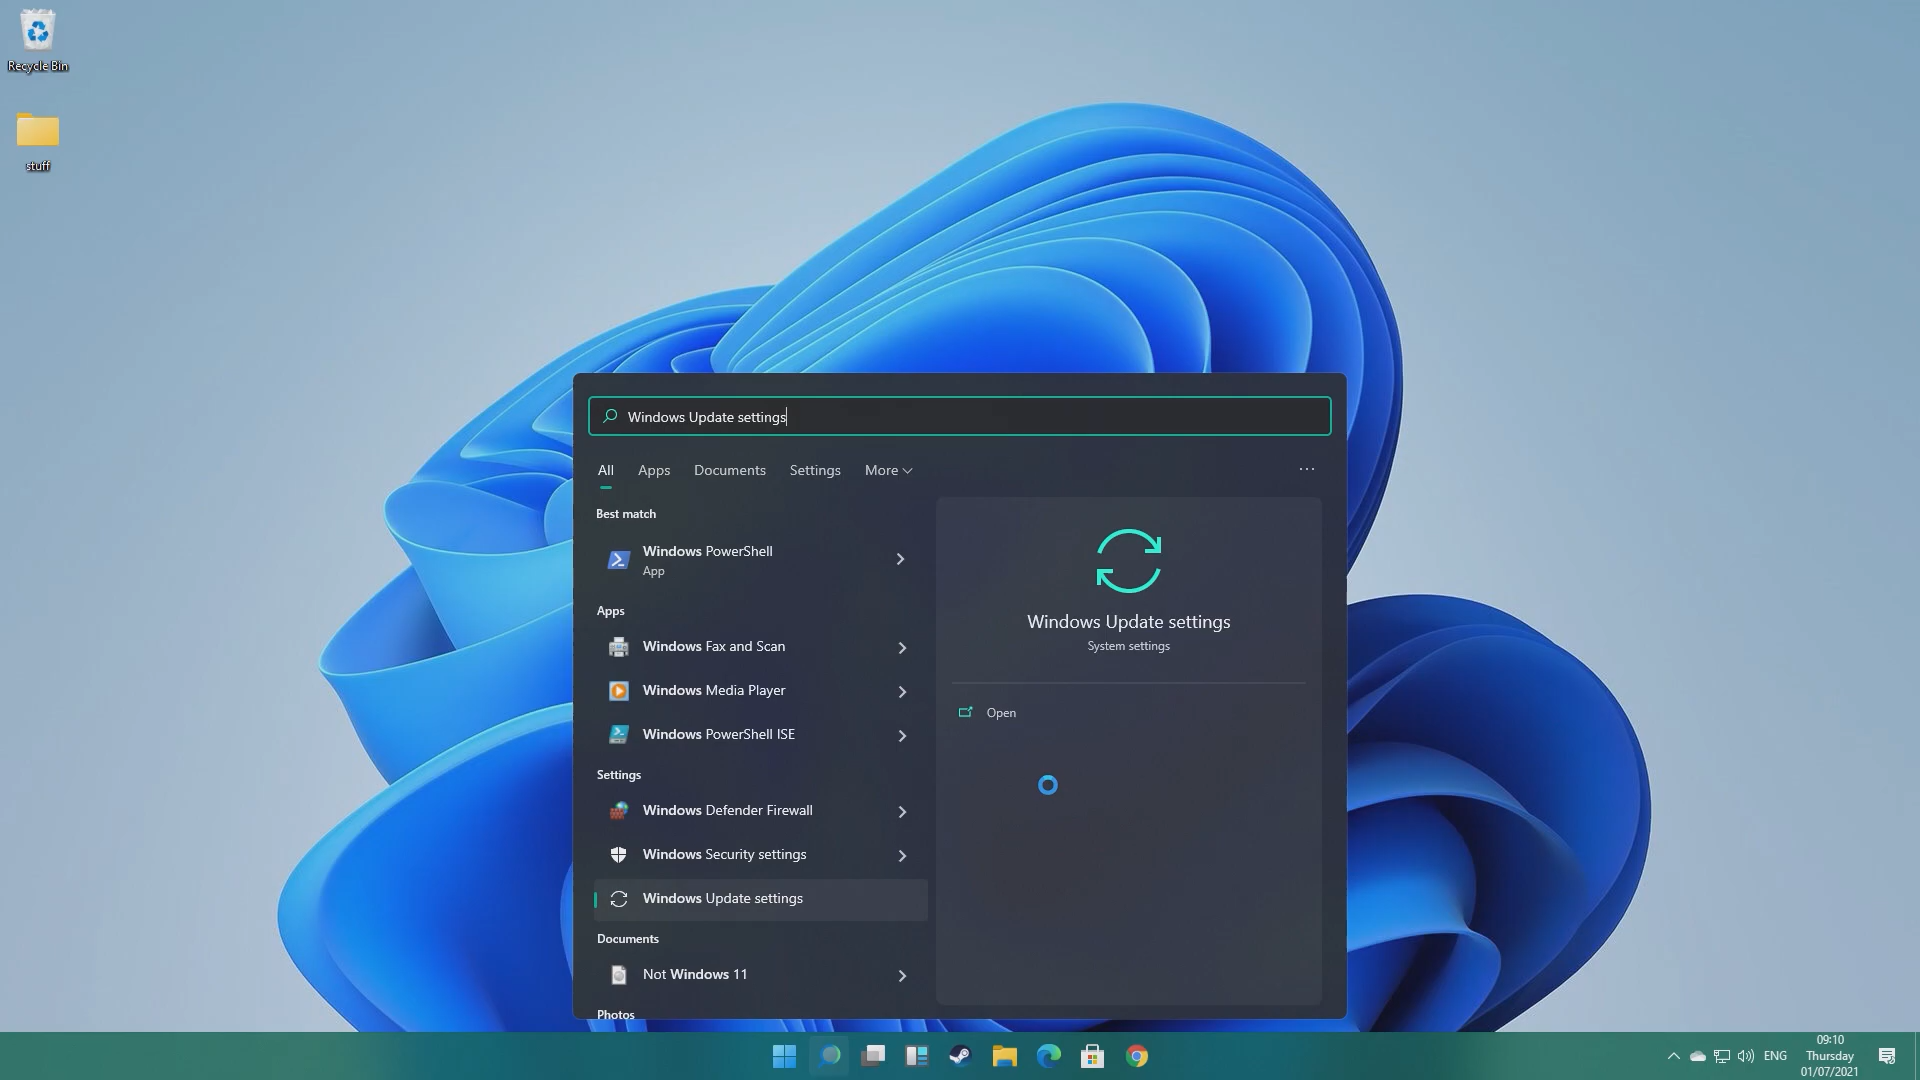 Recycle Bin
stuff
Windows Update settings
All Apps Documents Settings More
Best match
Windows PowerShell
App
Apps
Windows Fax and Scan
Windows Media Player
Windows PowerShell ISE
Settings
Windows Defender Firewall
Windows Security settings
Windows Update settings
Documents
Not Windows 11
Photos
Windows Update settings
System settings
Open
ENG
09:10
Thursday
01/07/2021